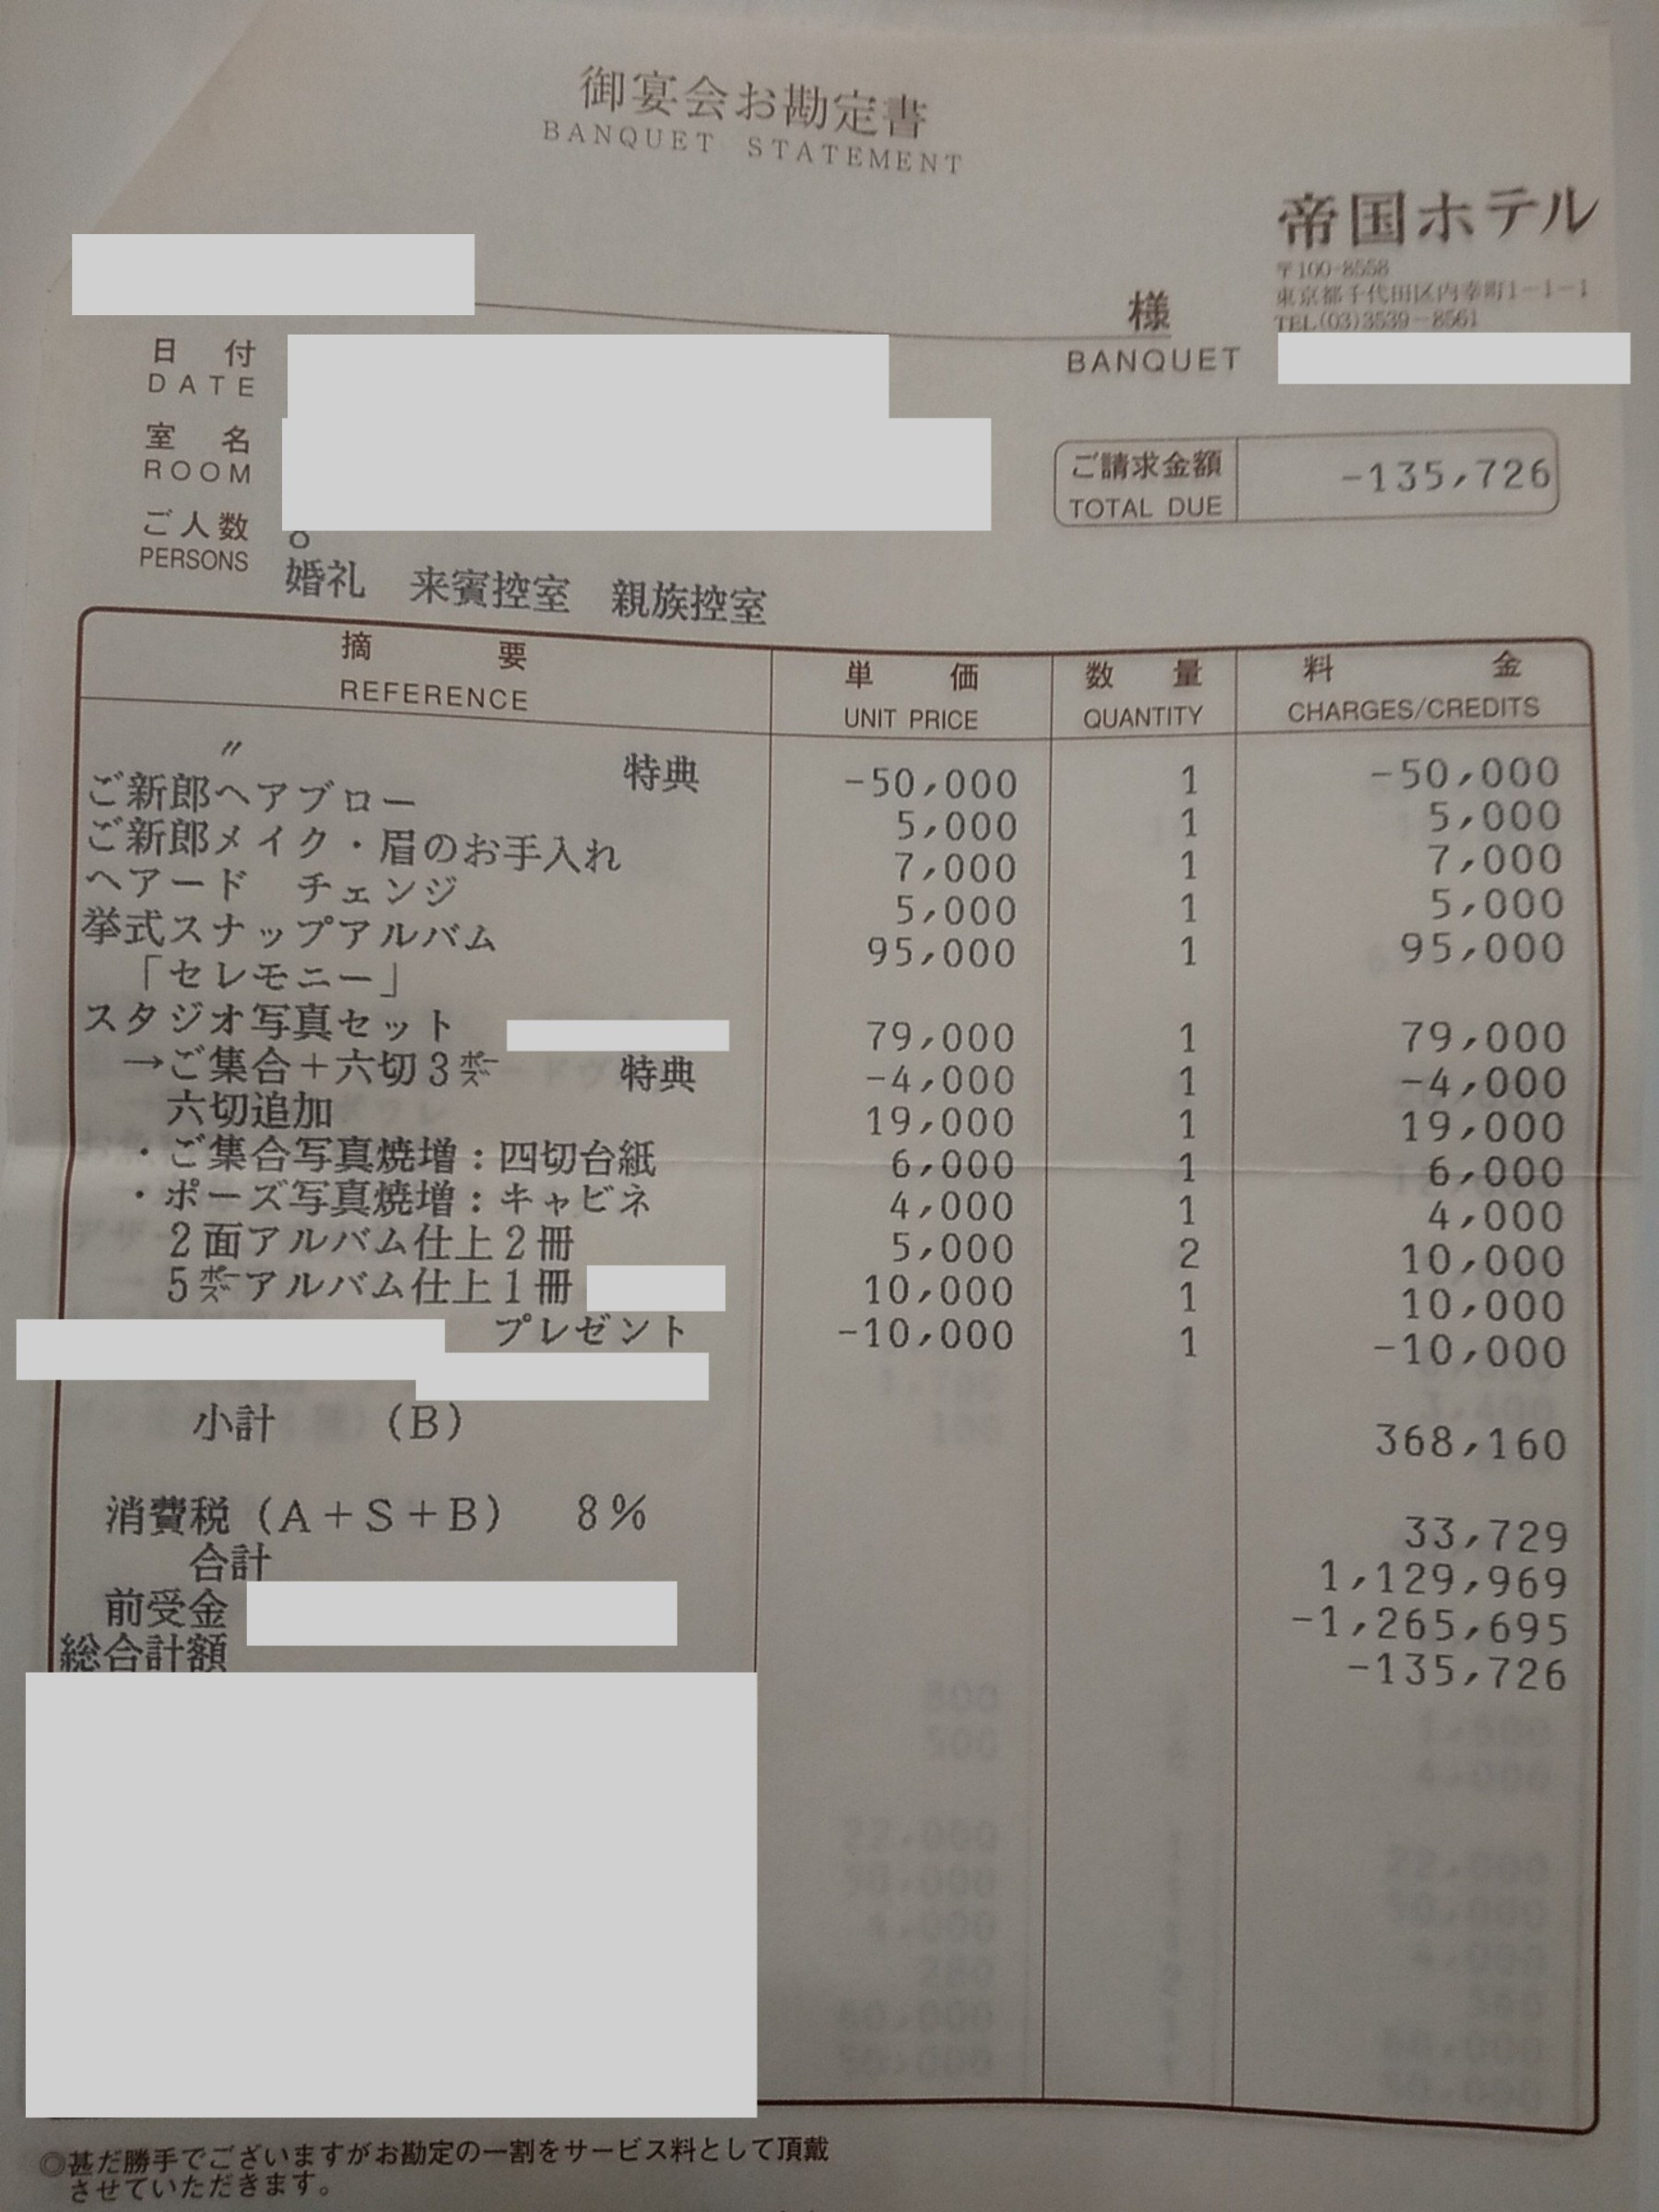 御宴会お勘定書
BANQUET STATEMENT
帝国ホテル
〒100-8558
東京都千代田区内幸町1-1-1
TEL(03)3539-8561
様
BANQUET
日付
DATE
室名
ROOM
ご請求金額 -135,726
TOTAL DUE
ご人数
PERSONS
婚礼 来賓控室 親族控室
摘要 単価 数量 料金
REFERENCE UNIT PRICE QUANTITY CHARGES/CREDITS
〃 特典 -50,000 1 -50,000
ご新郎ヘアブロー 5,000 1 5,000
ご新郎メイク・眉のお手入れ 7,000 1 7,000
ヘアード チェンジ 5,000 1 5,000
挙式スナップアルバム 95,000 1 95,000
「セレモニー」
スタジオ写真セット 79,000 1 79,000
→ご集合+六切3ポーズ 特典 -4,000 1 -4,000
六切追加 19,000 1 19,000
・ご集合写真焼増:四切台紙 6,000 1 6,000
・ポーズ写真焼増:キャビネ 4,000 1 4,000
2面アルバム仕上2冊 5,000 2 10,000
5ポーズアルバム仕上1冊 10,000 1 10,000
プレゼント -10,000 1 -10,000
小計 (B) 368,160
消費税(A+S+B) 8% 33,729
合計 1,129,969
前受金 -1,265,695
総合計額 -135,726
◎甚だ勝手でございますがお勘定の一割をサービス料として頂戴
させていただきます。